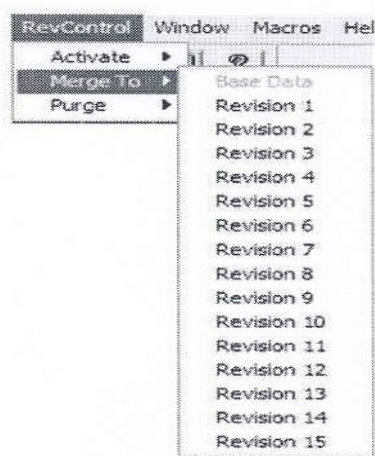 RevControl Window Macros Hel
Activate
Merge To
Purge
Base Data
Revision 1
Revision 2
Revision 3
Revision 4
Revision 5
Revision 6
Revision 7
Revision 8
Revision 9
Revision 10
Revision 11
Revision 12
Revision 13
Revision 14
Revision 15